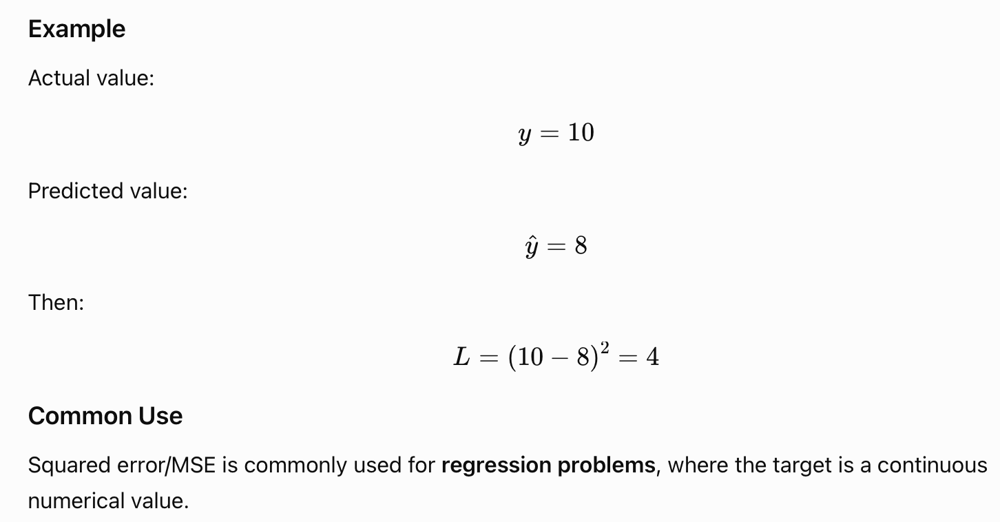 Example
Actual value:
y = 10
Predicted value:
ŷ = 8
Then:
L = (10 − 8)² = 4
Common Use
Squared error/MSE is commonly used for regression problems, where the target is a continuous
numerical value.